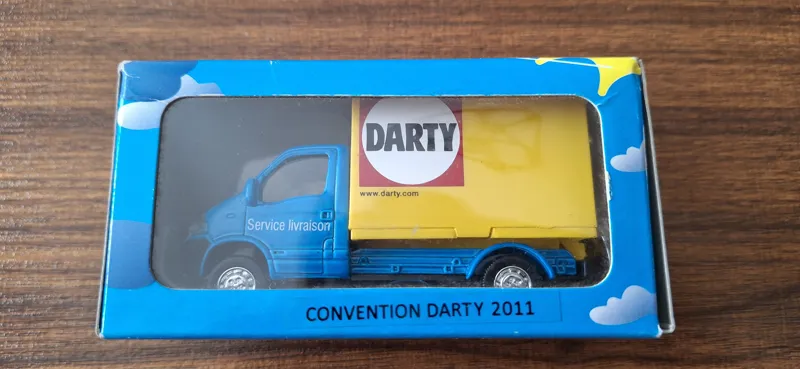 DARTY
www.darty.com
Service livraison
CONVENTION DARTY 2011